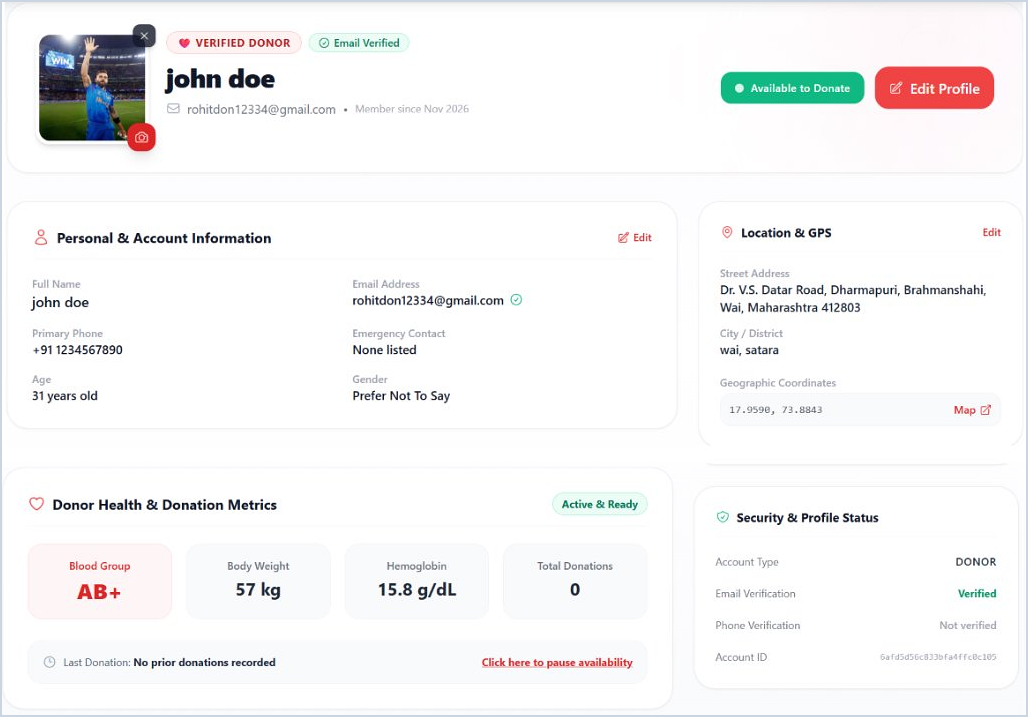 WIN
VERIFIED DONOR
Email Verified
john doe
rohitdon12334@gmail.com • Member since Nov 2026
Available to Donate
Edit Profile
Personal & Account Information
Edit
Full Name
john doe
Email Address
rohitdon12334@gmail.com
Primary Phone
+91 1234567890
Emergency Contact
None listed
Age
31 years old
Gender
Prefer Not To Say
Location & GPS
Edit
Street Address
Dr. V.S. Datar Road, Dharmapuri, Brahmanshahi,
Wai, Maharashtra 412803
City / District
wai, satara
Geographic Coordinates
17.9590, 73.8843
Map
Donor Health & Donation Metrics
Active & Ready
Blood Group
AB+
Body Weight
57 kg
Hemoglobin
15.8 g/dL
Total Donations
0
Last Donation: No prior donations recorded
Click here to pause availability
Security & Profile Status
Account Type
DONOR
Email Verification
Verified
Phone Verification
Not verified
Account ID
6afd5d56c833bfa4ffc0c105